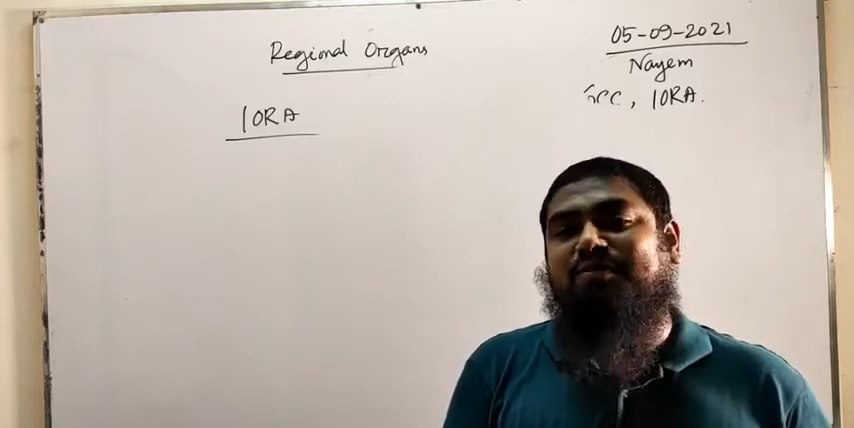 Regional Organs
05-09-2021
Nayem
, IORA.
IORA